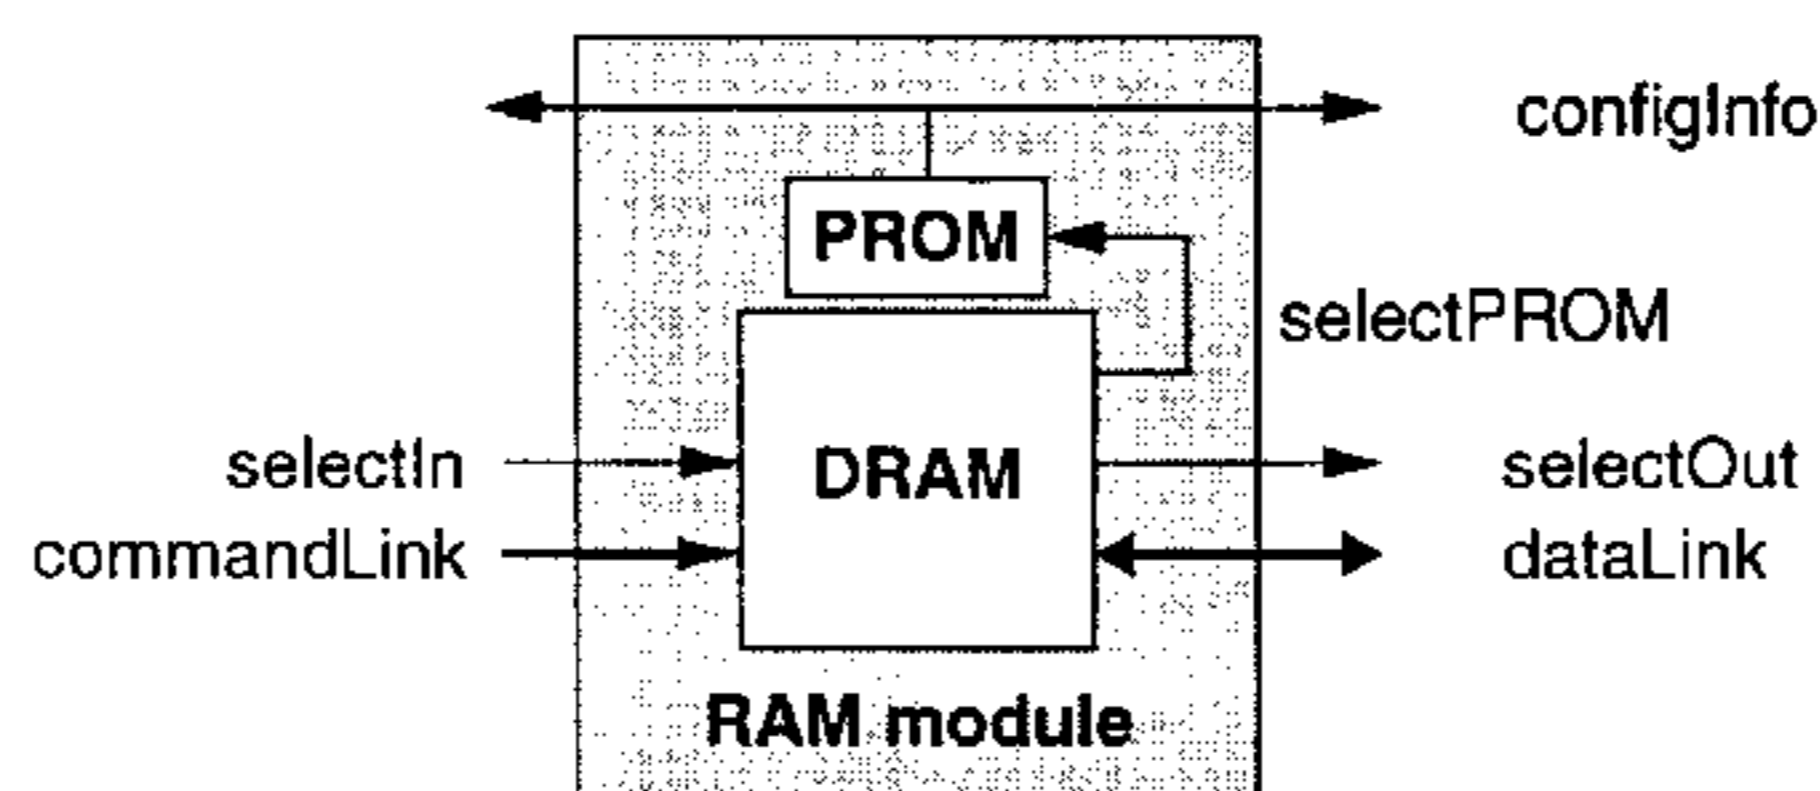 configInfo
PROM
selectPROM
selectIn
DRAM
selectOut
commandLink
dataLink
RAM module